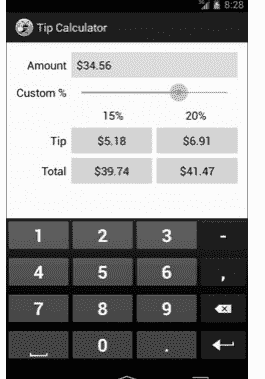 8:28
Tip Calculator
Amount $34.56
Custom %
15% 20%
Tip $5.18 $6.91
Total $39.74 $41.47
1 2 3 -
4 5 6 ,
7 8 9
0 .